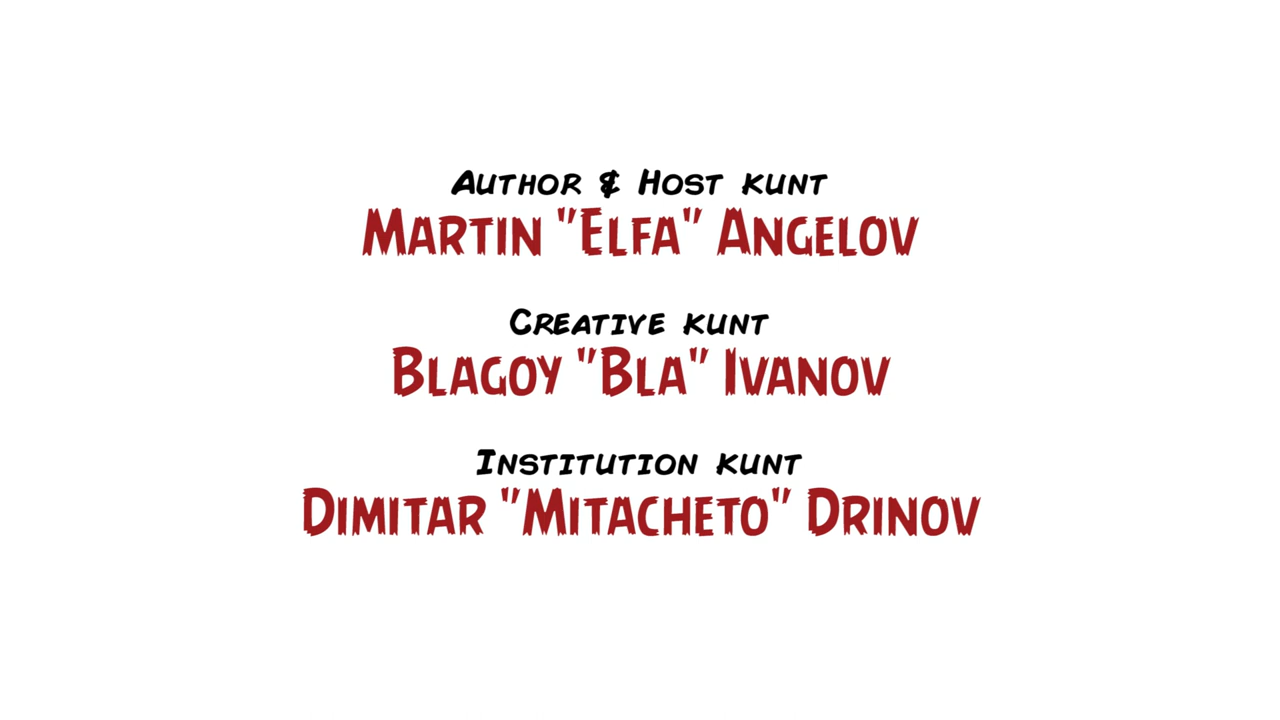 Author & Host kunt
Martin "Elfa" Angelov
Creative kunt
Blagoy "Bla" Ivanov
Institution kunt
Dimitar "Mitacheto" Drinov